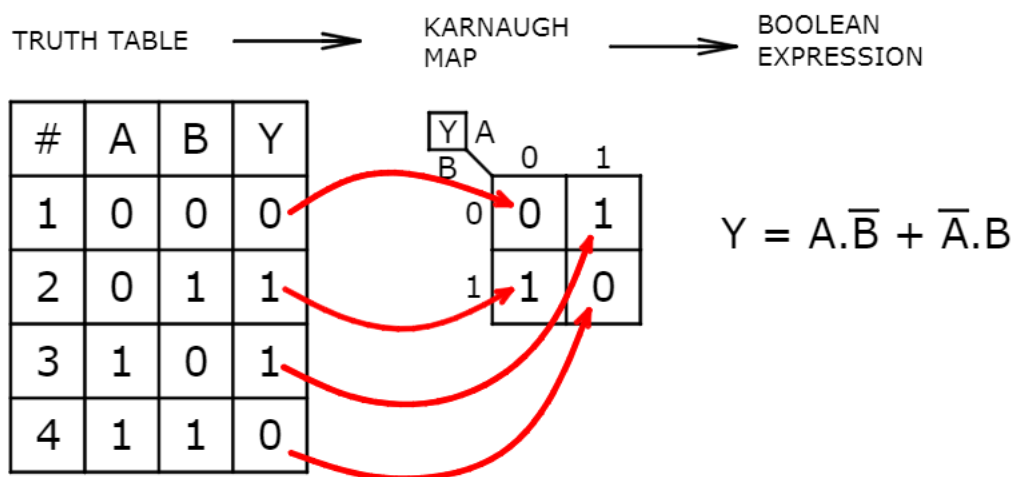 TRUTH TABLE
KARNAUGH
MAP
BOOLEAN
EXPRESSION
# A B Y
1 0 0 0
2 0 1 1
3 1 0 1
4 1 1 0
Y A
B 0 1
0 0 1
1 1 0
Y = A.B̅ + A̅.B